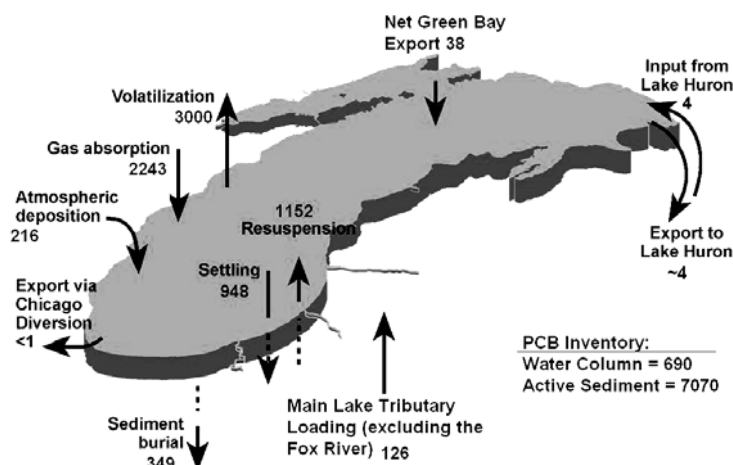 Net Green Bay
Export 38
Input from
Lake Huron
4
Volatilization
3000
Gas absorption
2243
Atmospheric
deposition
216
1152
Resuspension
Settling
948
Export to
Lake Huron
~4
Export via
Chicago
Diversion
<1
PCB Inventory:
Water Column = 690
Active Sediment = 7070
Main Lake Tributary
Loading (excluding the
Fox River) 126
Sediment
burial
349